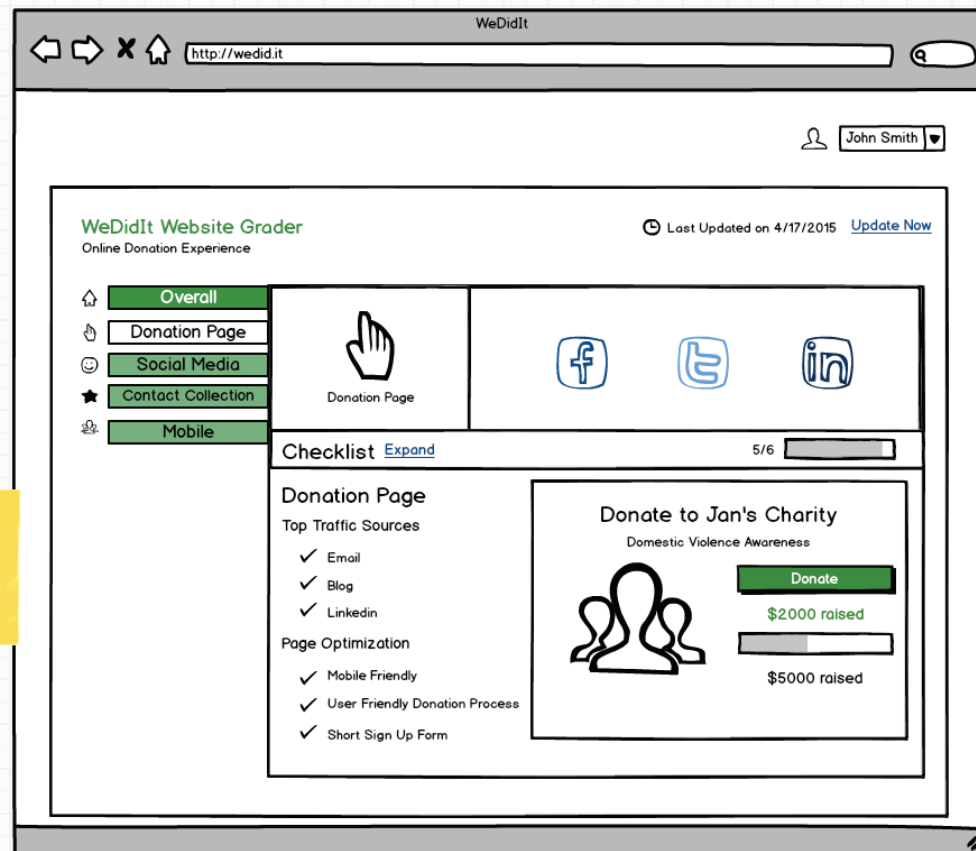 WeDidIt
http://wedid.it
John Smith
WeDidIt Website Grader
Online Donation Experience
Last Updated on 4/17/2015 Update Now
Overall
Donation Page
Social Media
Contact Collection
Mobile
Donation Page
f
t
in
Checklist Expand
5/6
Donation Page
Top Traffic Sources
Email
Blog
Linkedin
Page Optimization
Mobile Friendly
User Friendly Donation Process
Short Sign Up Form
Donate to Jan's Charity
Domestic Violence Awareness
Donate
$2000 raised
$5000 raised